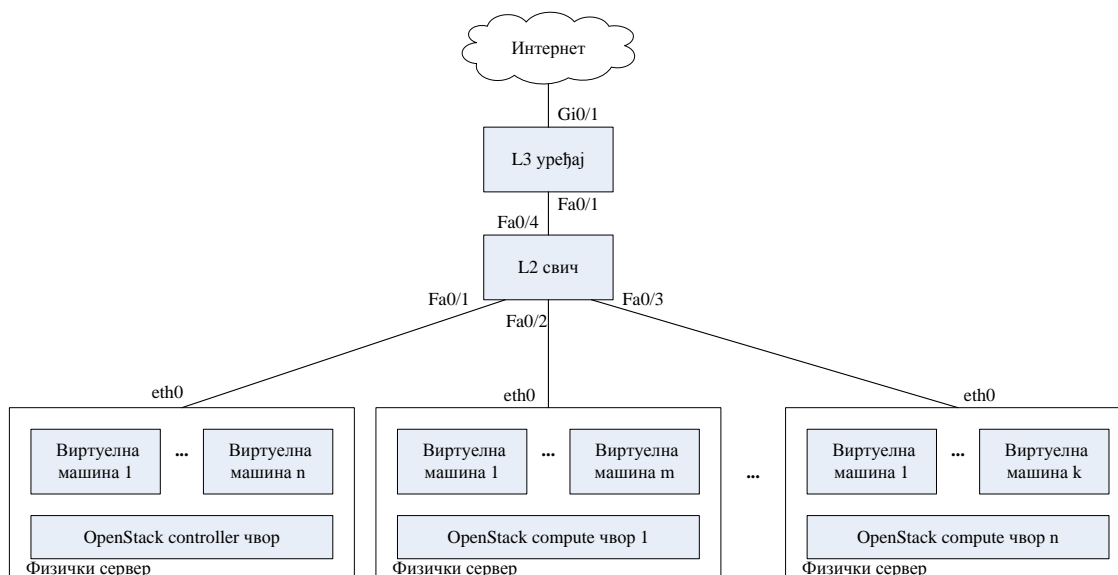 Интернет
Gi0/1
L3 уређај
Fa0/1
Fa0/4
L2 свич
Fa0/1
Fa0/2
Fa0/3
eth0
eth0
eth0
Виртуелна
машина 1
...
Виртуелна
машина n
OpenStack controller чвор
Физички сервер
Виртуелна
машина 1
...
Виртуелна
машина m
OpenStack compute чвор 1
Физички сервер
...
Виртуелна
машина 1
...
Виртуелна
машина k
OpenStack compute чвор n
Физички сервер